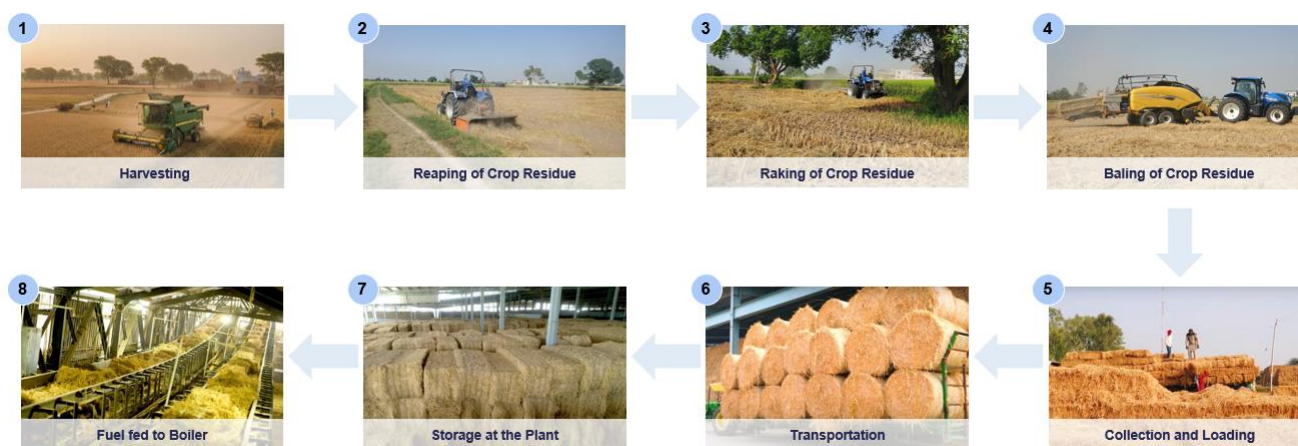 1
Harvesting
2
Reaping of Crop Residue
3
Raking of Crop Residue
4
Baling of Crop Residue
5
Collection and Loading
6
Transportation
7
Storage at the Plant
8
Fuel fed to Boiler